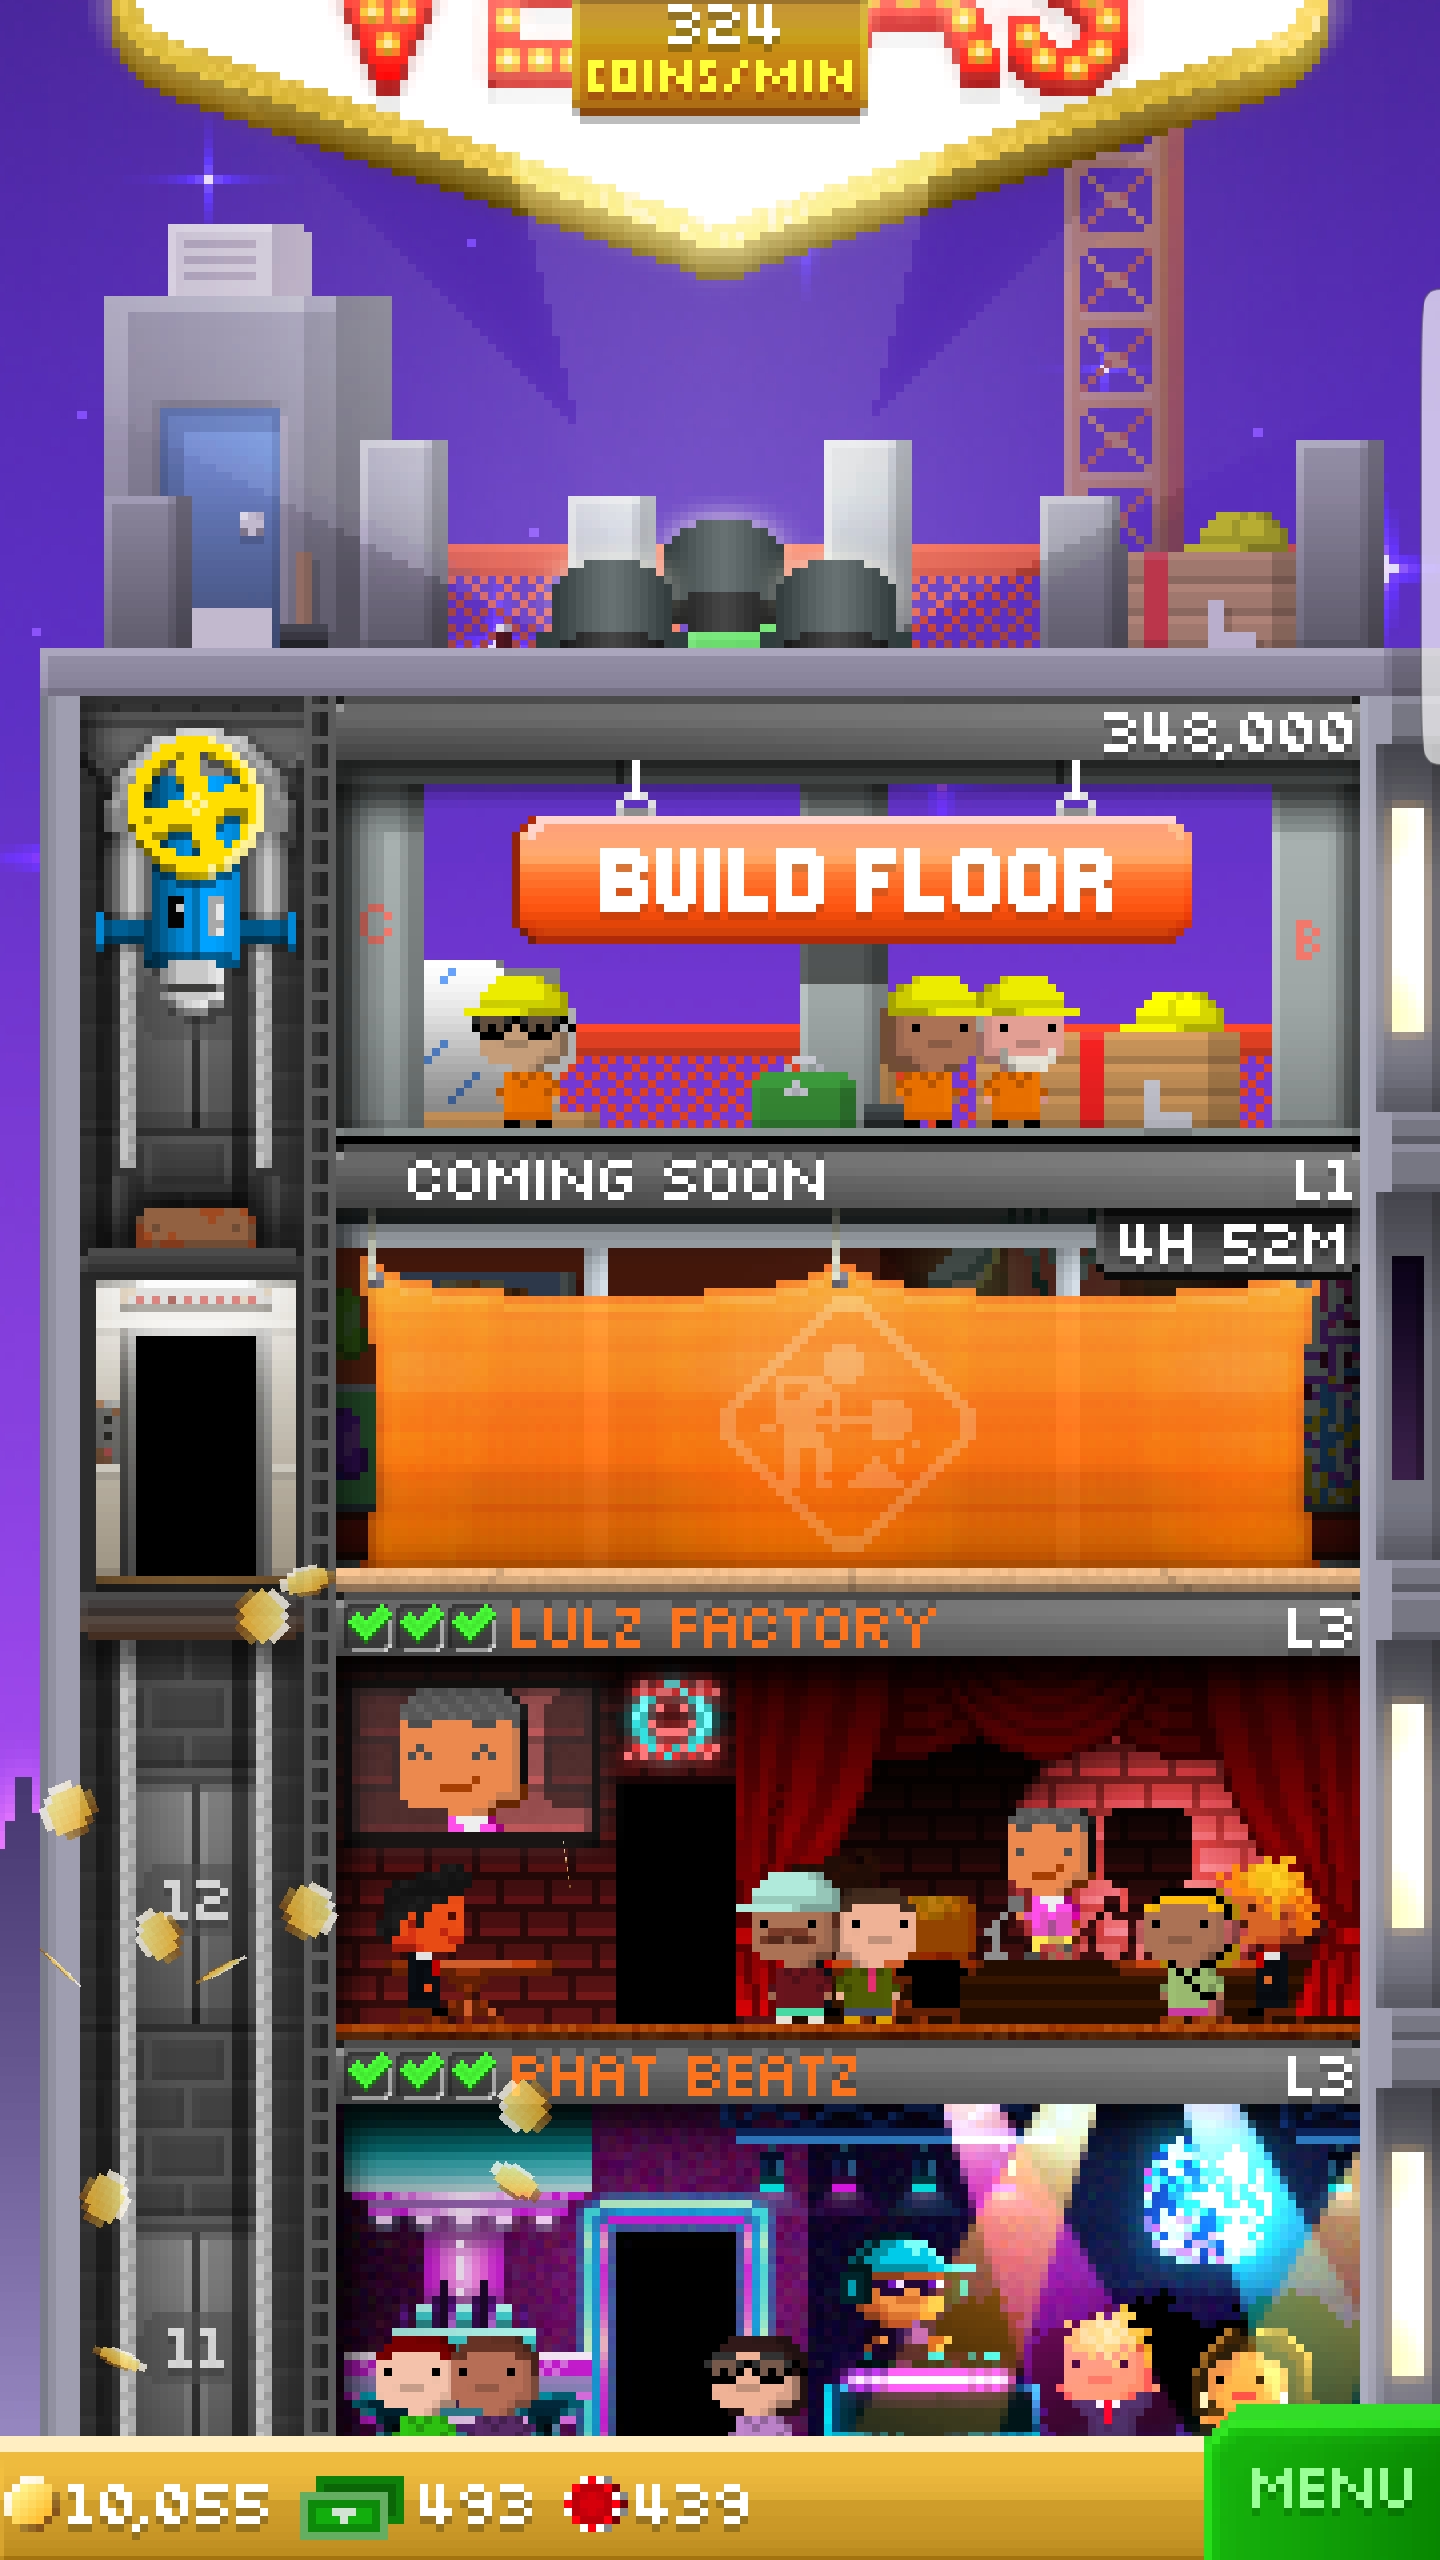 324
COINS/MIN
348,000
BUILD FLOOR
C
B
COMING SOON L1
4H 52M
LULZ FACTORY L3
12
PHAT BEATZ L3
11
10,055 493 439
MENU